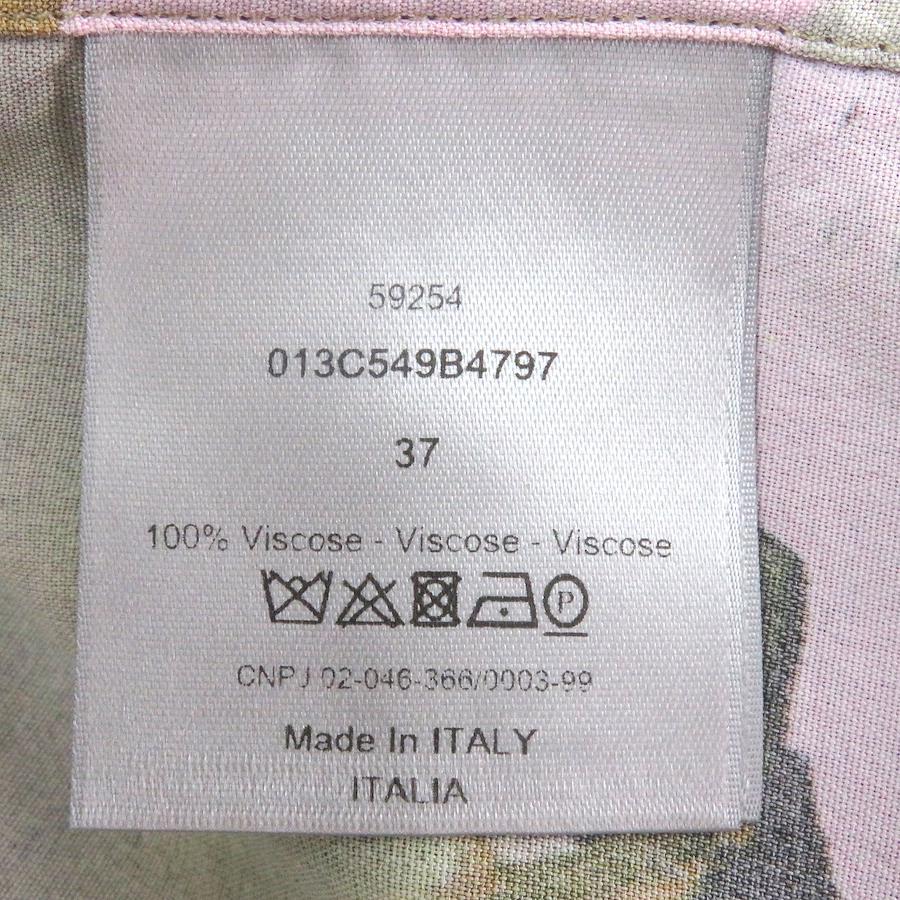 59254
013C549B4797
37
100% Viscose - Viscose - Viscose
P
CNPJ 02-046-366/0003-99
Made In ITALY
ITALIA